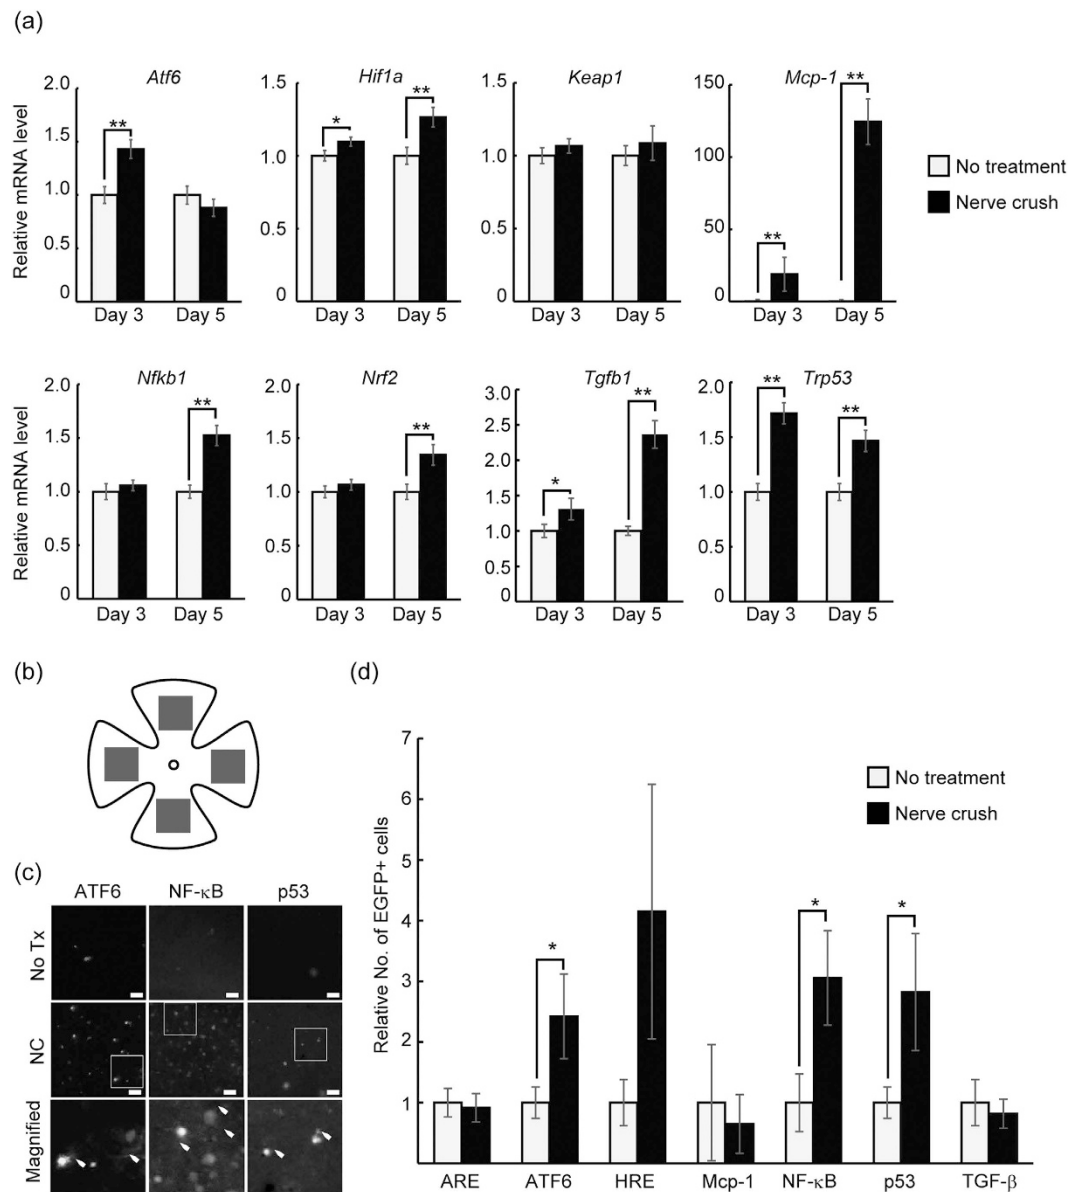 (a)
Atf6
Hif1a
Keap1
Mcp-1
Relative mRNA level
2.0
1.5
1.0
0.5
0
**
Day 3 Day 5
1.5
1.0
0.5
0
*
**
Day 3 Day 5
1.5
1.0
0.5
0
Day 3 Day 5
150
100
50
0
**
**
Day 3 Day 5
No treatment
Nerve crush
Nfkb1
Nrf2
Tgfb1
Trp53
Relative mRNA level
2.0
1.5
1.0
0.5
0
**
Day 3 Day 5
2.0
1.5
1.0
0.5
0
**
Day 3 Day 5
3.0
2.5
2.0
1.5
1.0
0.5
0
*
**
Day 3 Day 5
2.0
1.5
1.0
0.5
0
**
**
Day 3 Day 5
(b)
(c)
ATF6 NF-κB p53
No Tx
NC
Magnified
(d)
Relative No. of EGFP+ cells
7
6
5
4
3
2
1
0
*
*
*
No treatment
Nerve crush
ARE ATF6 HRE Mcp-1 NF-κB p53 TGF-β